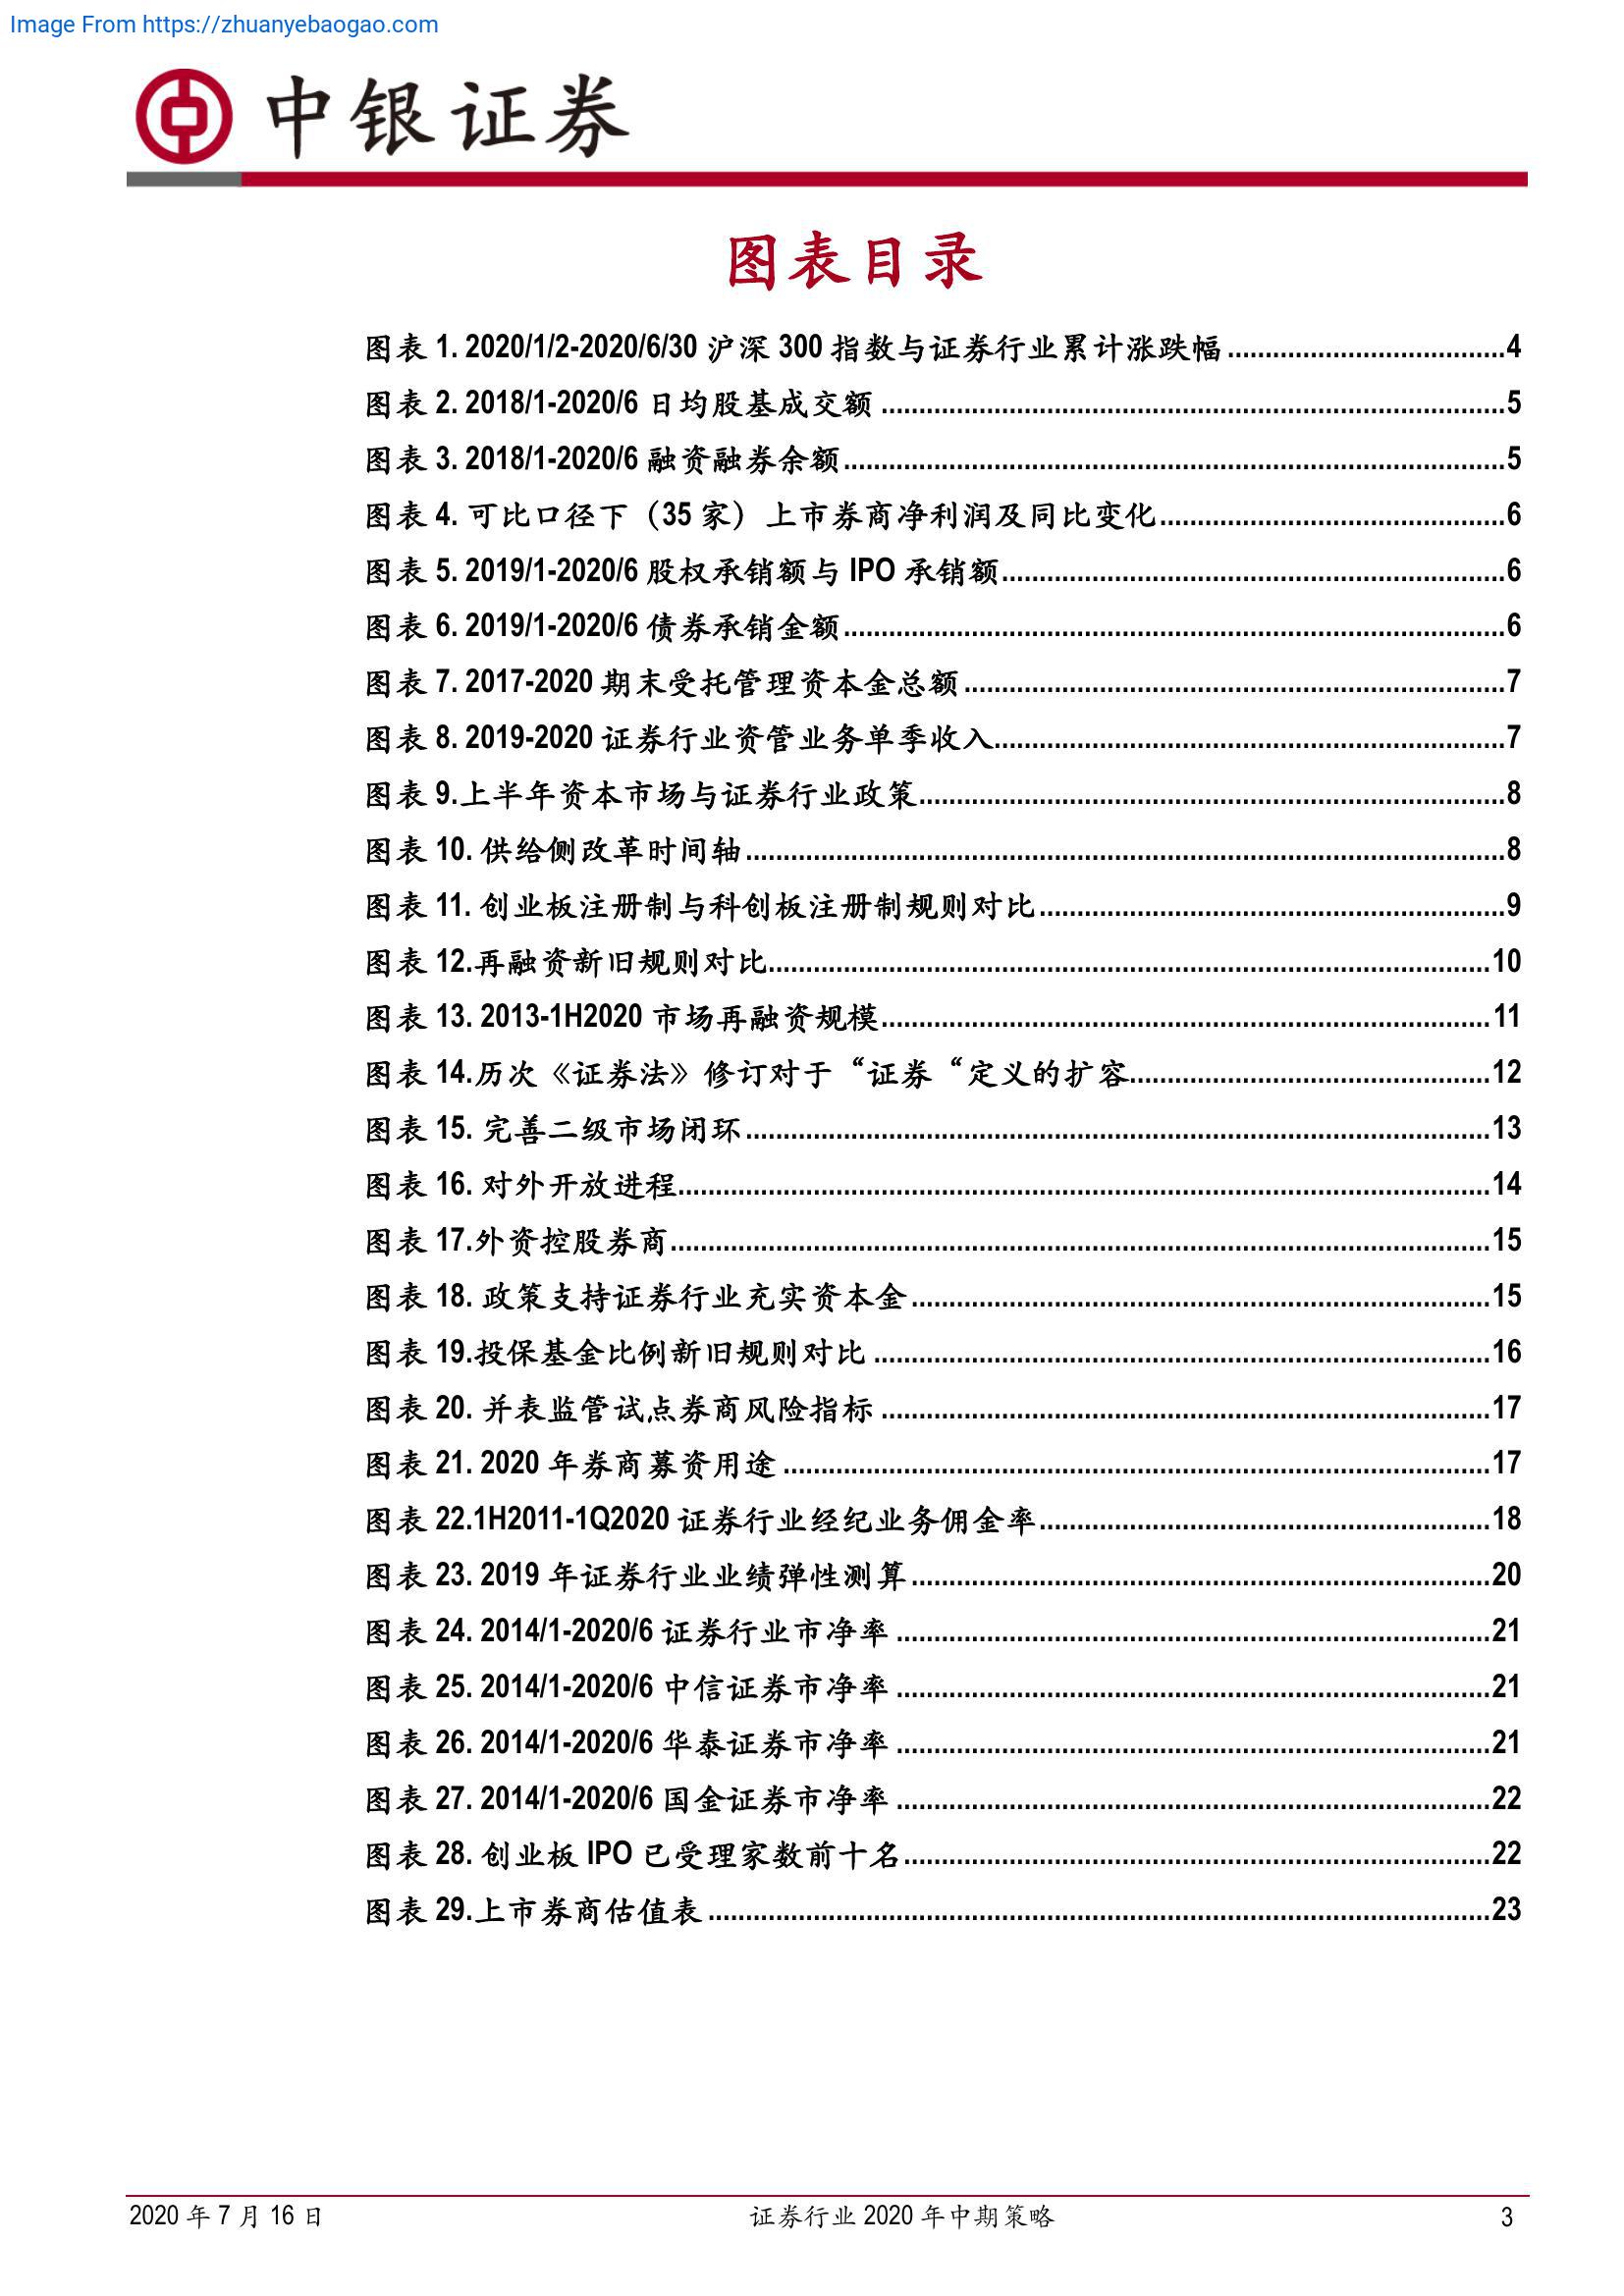 Image From https://zhuanyebaogao.com
中银证券
图表目录
图表 1. 2020/1/2-2020/6/30 沪深 300 指数与证券行业累计涨跌幅.....................................4
图表 2. 2018/1-2020/6 日均股基成交额 ....................................................................................5
图表 3. 2018/1-2020/6 融资融券余额.........................................................................................5
图表 4. 可比口径下（35 家）上市券商净利润及同比变化..............................................6
图表 5. 2019/1-2020/6 股权承销额与 IPO 承销额...................................................................6
图表 6. 2019/1-2020/6 债券承销金额.........................................................................................6
图表 7. 2017-2020 期末受托管理资本金总额.........................................................................7
图表 8. 2019-2020 证券行业资管业务单季收入.....................................................................7
图表 9.上半年资本市场与证券行业政策...............................................................................8
图表 10. 供给侧改革时间轴......................................................................................................8
图表 11. 创业板注册制与科创板注册制规则对比...............................................................9
图表 12.再融资新旧规则对比.................................................................................................10
图表 13. 2013-1H2020 市场再融资规模..................................................................................11
图表 14.历次《证券法》修订对于“证券“定义的扩容................................................12
图表 15. 完善二级市场闭环....................................................................................................13
图表 16. 对外开放进程.............................................................................................................14
图表 17.外资控股券商..............................................................................................................15
图表 18. 政策支持证券行业充实资本金..............................................................................15
图表 19.投保基金比例新旧规则对比 ...................................................................................16
图表 20. 并表监管试点券商风险指标 ..................................................................................17
图表 21. 2020 年券商募资用途 ...............................................................................................17
图表 22.1H2011-1Q2020 证券行业经纪业务佣金率.............................................................18
图表 23. 2019 年证券行业业绩弹性测算..............................................................................20
图表 24. 2014/1-2020/6 证券行业市净率 ................................................................................21
图表 25. 2014/1-2020/6 中信证券市净率 ................................................................................21
图表 26. 2014/1-2020/6 华泰证券市净率 ................................................................................21
图表 27. 2014/1-2020/6 国金证券市净率 ................................................................................22
图表 28. 创业板 IPO 已受理家数前十名...............................................................................22
图表 29.上市券商估值表.........................................................................................................23
2020 年 7 月 16 日 证券行业 2020 年中期策略 3